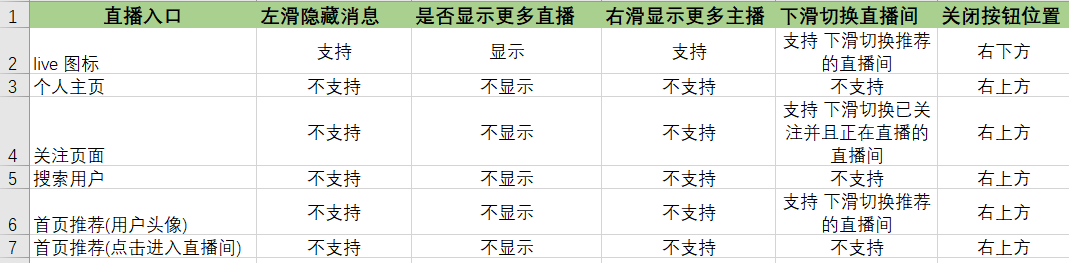 1 直播入口 左滑隐藏消息 是否显示更多直播 右滑显示更多主播 下滑切换直播间 关闭按钮位置
2 live 图标 支持 显示 支持 支持 下滑切换推荐 右下方
的直播间
3 个人主页 不支持 不显示 不支持 不支持 右上方
4 关注页面 不支持 不显示 不支持 支持 下滑切换已关 右上方
注并且正在直播的
直播间
5 搜索用户 不支持 不显示 不支持 不支持 右上方
6 首页推荐(用户头像) 不支持 不显示 不支持 支持 下滑切换推荐 右上方
的直播间
7 首页推荐(点击进入直播间) 不支持 不显示 不支持 不支持 右上方